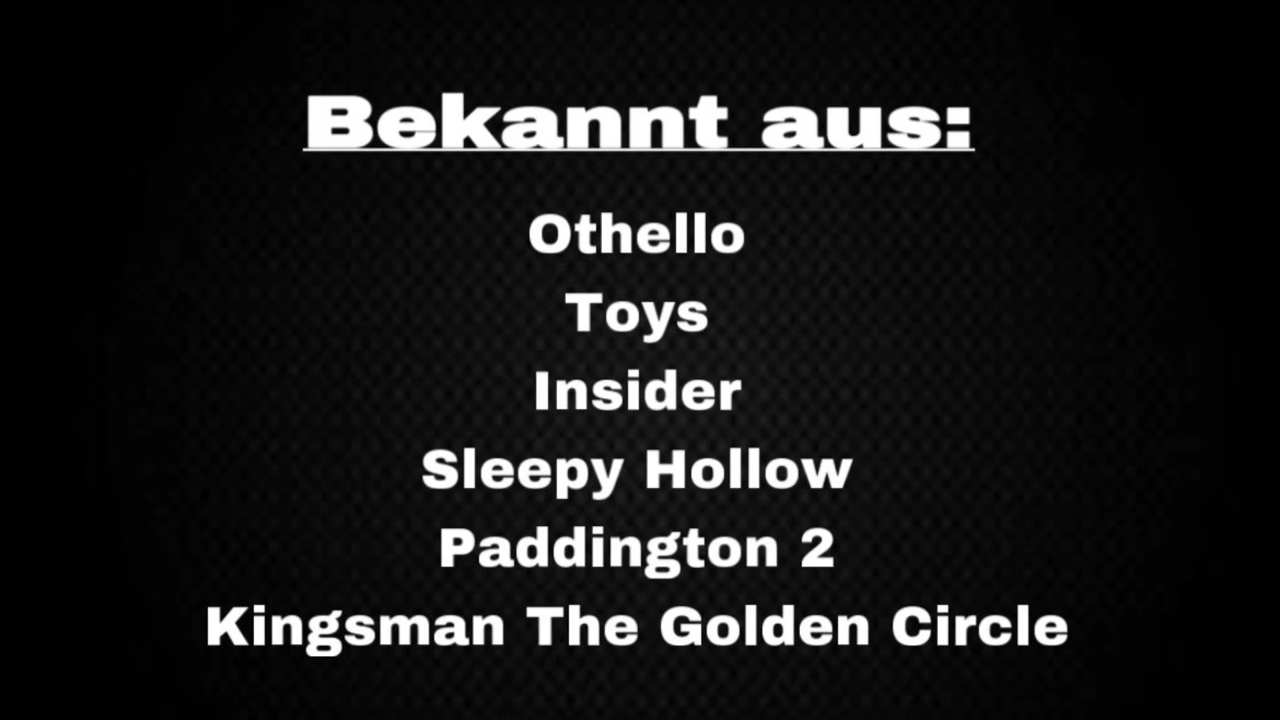 Bekannt aus:
Othello
Toys
Insider
Sleepy Hollow
Paddington 2
Kingsman The Golden Circle